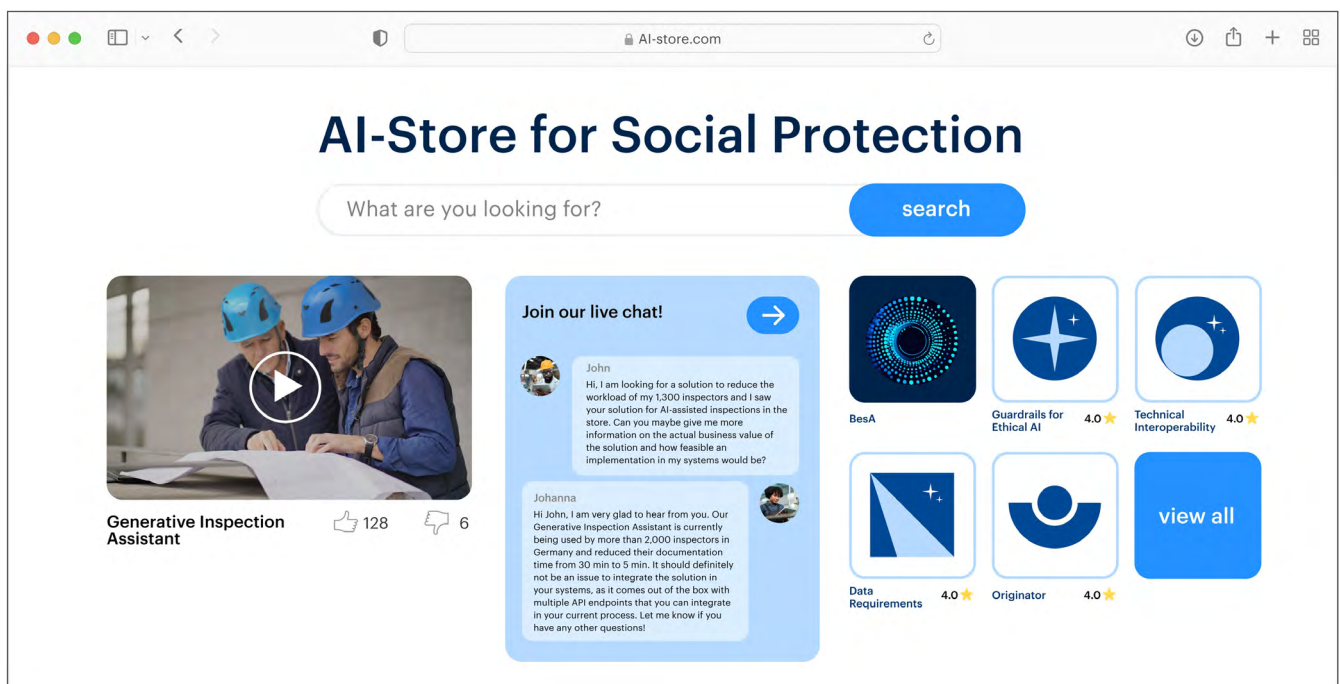 AI-store.com
AI-Store for Social Protection
What are you looking for?
search
Generative Inspection
Assistant
128
6
Join our live chat!
John
Hi, I am looking for a solution to reduce the
workload of my 1,300 inspectors and I saw
your solution for AI-assisted inspections in the
store. Can you maybe give me more
information on the actual business value of
the solution and how feasible an
implementation in my systems would be?
Johanna
Hi John, I am very glad to hear from you. Our
Generative Inspection Assistant is currently
being used by more than 2,000 inspectors in
Germany and reduced their documentation
time from 30 min to 5 min. It should definitely
not be an issue to integrate the solution in
your systems, as it comes out of the box with
multiple API endpoints that you can integrate
in your current process. Let me know if you
have any other questions!
BesA
Guardrails for
Ethical AI
4.0
Technical
Interoperability
4.0
Data
Requirements
4.0
Originator
4.0
view all